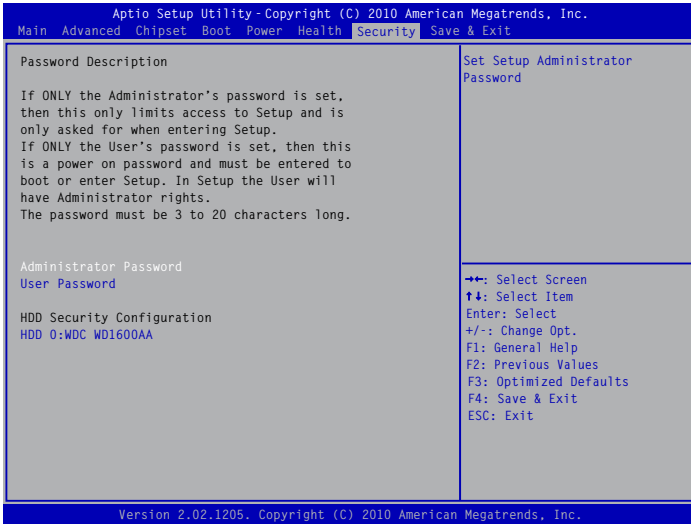 Aptio Setup Utility - Copyright (C) 2010 American Megatrends, Inc.
Main Advanced Chipset Boot Power Health Security Save & Exit
Password Description
If ONLY the Administrator's password is set,
then this only limits access to Setup and is
only asked for when entering Setup.
If ONLY the User's password is set, then this
is a power on password and must be entered to
boot or enter Setup. In Setup the User will
have Administrator rights.
The password must be 3 to 20 characters long.
Administrator Password
User Password
HDD Security Configuration
HDD 0:WDC WD1600AA
Set Setup Administrator
Password
→←: Select Screen
↑↓: Select Item
Enter: Select
+/-: Change Opt.
F1: General Help
F2: Previous Values
F3: Optimized Defaults
F4: Save & Exit
ESC: Exit
Version 2.02.1205. Copyright (C) 2010 American Megatrends, Inc.